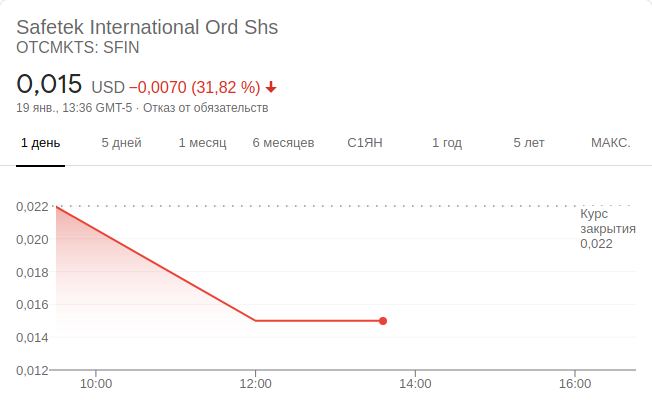 Safetek International Ord Shs
OTCMKTS: SFIN
0,015 USD −0,0070 (31,82 %)
19 янв., 13:36 GMT-5 · Отказ от обязательств
1 день 5 дней 1 месяц 6 месяцев С1ЯН 1 год 5 лет МАКС.
0,022
Курс
закрытия
0,022
0,020
0,018
0,016
0,014
0,012
10:00 12:00 14:00 16:00